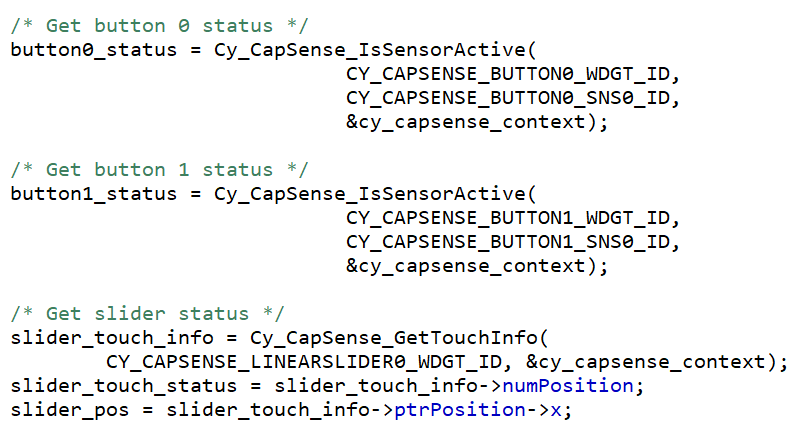 /* Get button 0 status */
button0_status = Cy_CapSense_IsSensorActive(
CY_CAPSENSE_BUTTON0_WDGT_ID,
CY_CAPSENSE_BUTTON0_SNS0_ID,
&cy_capsense_context);
/* Get button 1 status */
button1_status = Cy_CapSense_IsSensorActive(
CY_CAPSENSE_BUTTON1_WDGT_ID,
CY_CAPSENSE_BUTTON1_SNS0_ID,
&cy_capsense_context);
/* Get slider status */
slider_touch_info = Cy_CapSense_GetTouchInfo(
CY_CAPSENSE_LINEARSLIDER0_WDGT_ID, &cy_capsense_context);
slider_touch_status = slider_touch_info->numPosition;
slider_pos = slider_touch_info->ptrPosition->x;